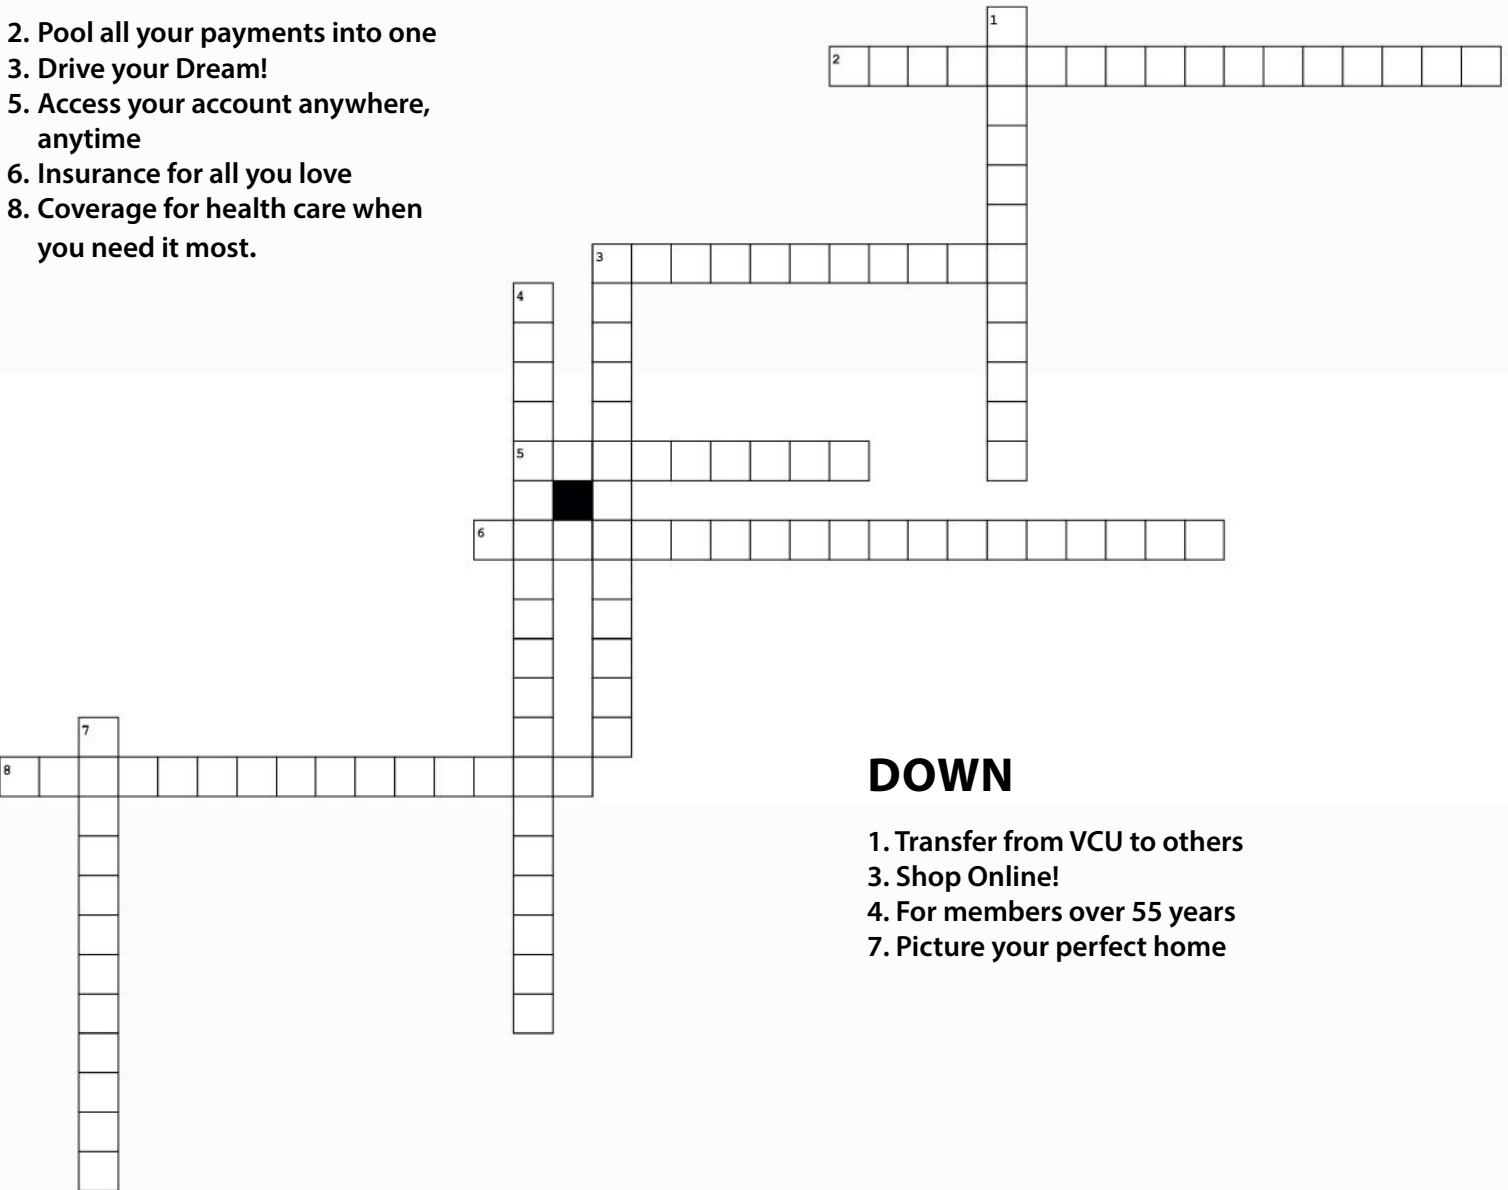 2. Pool all your payments into one
3. Drive your Dream!
5. Access your account anywhere,
anytime
6. Insurance for all you love
8. Coverage for health care when
you need it most.
1
2
3
4
5
6
7
8
DOWN
1. Transfer from VCU to others
3. Shop Online!
4. For members over 55 years
7. Picture your perfect home